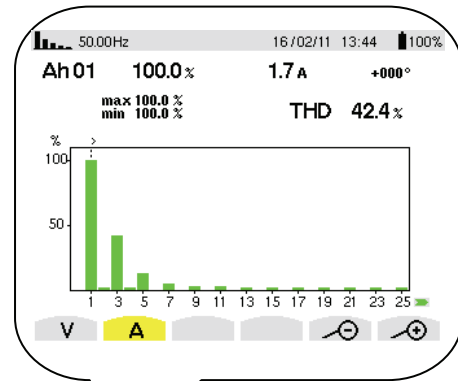 50.00Hz 16/02/11 13:44 100%
Ah 01 100.0 % 1.7 A +000°
max 100.0 %
min 100.0 %
THD 42.4 %
% >
100
50
1 3 5 7 9 11 13 15 17 19 21 23 25
V A